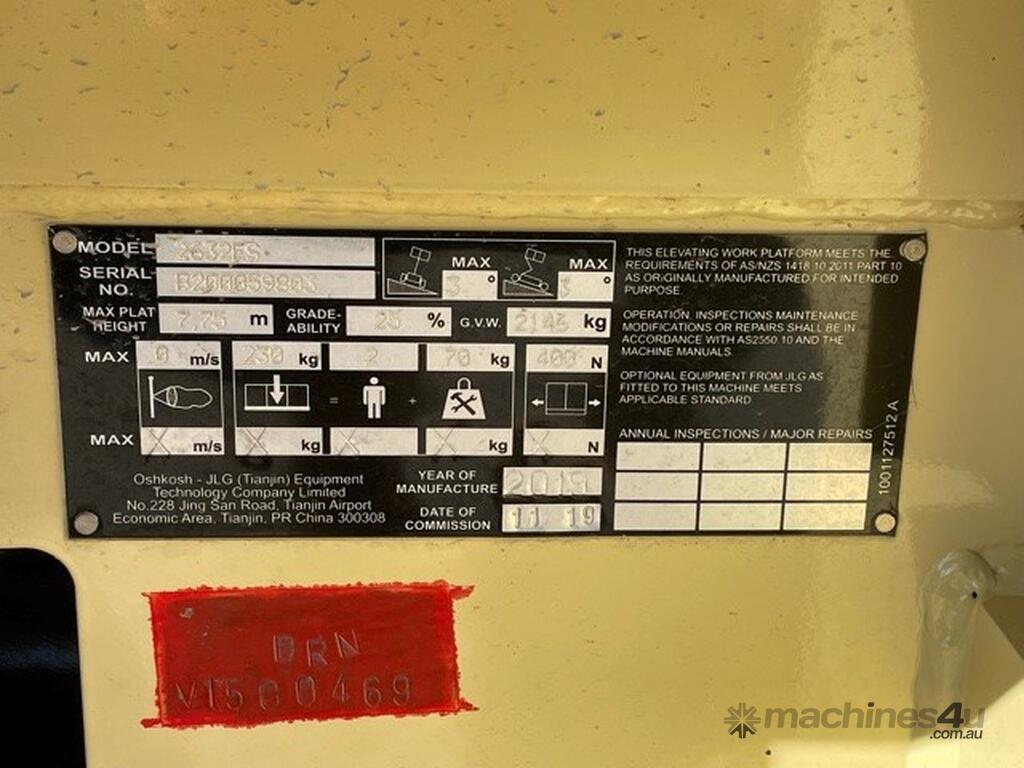 MODEL 2632ES
SERIAL NO. B200059803
MAX 3 ° MAX 3 °
MAX PLAT HEIGHT 7,75 m GRADE-ABILITY 25 % G.V.W. kg
MAX 0 m/s 230 kg 2 70 kg 400 N
= +
MAX X m/s X kg X X kg X N
Oshkosh - JLG (Tianjin) Equipment
Technology Company Limited
No.228 Jing San Road, Tianjin Airport
Economic Area, Tianjin, PR China 300308
YEAR OF
MANUFACTURE 2019
DATE OF
COMMISSION 11 19
THIS ELEVATING WORK PLATFORM MEETS THE
REQUIREMENTS OF AS/NZS 1418 10 2011 PART 10
AS ORIGINALLY MANUFACTURED FOR INTENDED
PURPOSE
OPERATION, INSPECTIONS MAINTENANCE
MODIFICATIONS OR REPAIRS SHALL BE IN
ACCORDANCE WITH AS2550 10 AND THE
MACHINE MANUALS
OPTIONAL EQUIPMENT FROM JLG AS
FITTED TO THIS MACHINE MEETS
APPLICABLE STANDARD
ANNUAL INSPECTIONS / MAJOR REPAIRS
1001127512 A
DRN
V1500469
machines4u
.com.au